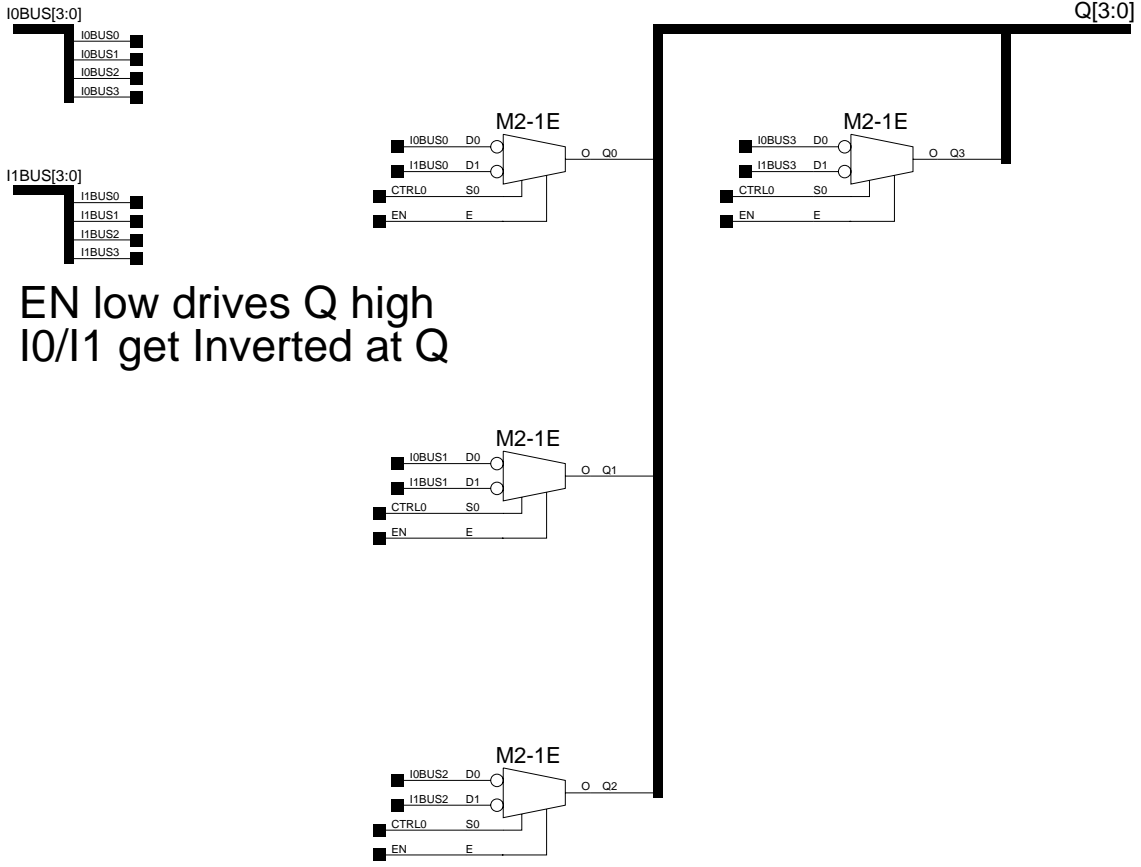 I0BUS[3:0]
I0BUS0
I0BUS1
I0BUS2
I0BUS3
Q[3:0]
I1BUS[3:0]
I1BUS0
I1BUS1
I1BUS2
I1BUS3
M2-1E
I0BUS0 D0
I1BUS0 D1
O Q0
CTRL0 S0
EN E
M2-1E
I0BUS3 D0
I1BUS3 D1
O Q3
CTRL0 S0
EN E
EN low drives Q high
I0/I1 get Inverted at Q
M2-1E
I0BUS1 D0
I1BUS1 D1
O Q1
CTRL0 S0
EN E
M2-1E
I0BUS2 D0
I1BUS2 D1
O Q2
CTRL0 S0
EN E